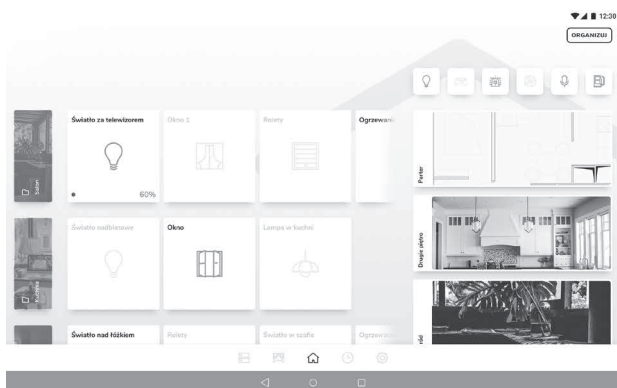 12:30
ORGANIZUJ
Salon
Światło za telewizorem
60%
Okno 1
Rolety
Ogrzewani
Parter
Kuchnia
Światło nadblatowe
Okno
Lampa w kuchni
Drugie piętro
Światło nad łóżkiem
Rolety
Światło w szafie
Ogrzewan